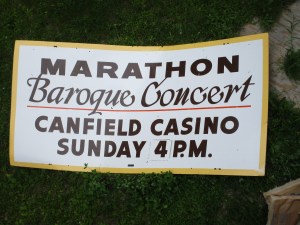 MARATHON
Baroque Concert
CANFIELD CASINO
SUNDAY 4 P.M.